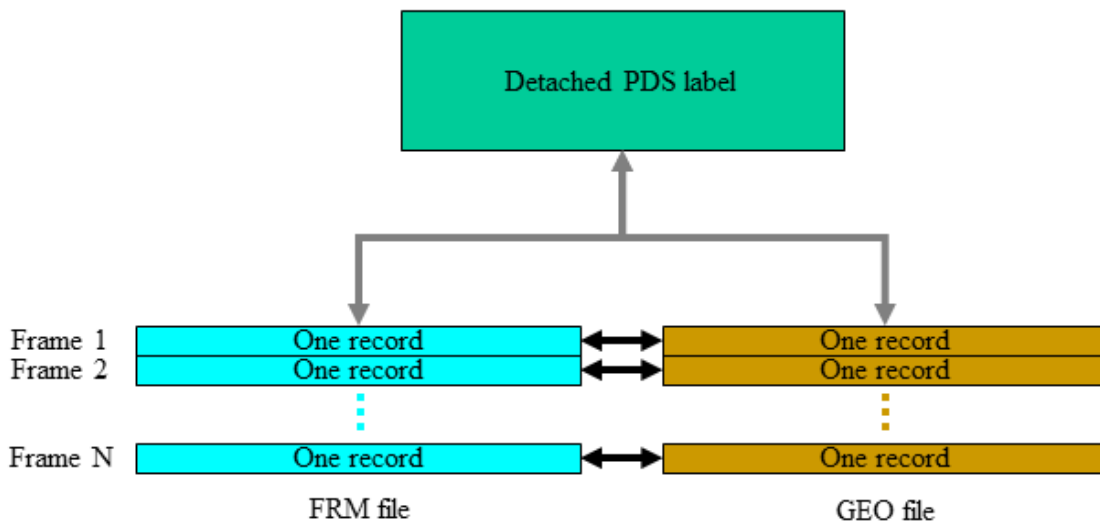 Detached PDS label
Frame 1 One record One record
Frame 2 One record One record
Frame N One record One record
FRM file GEO file